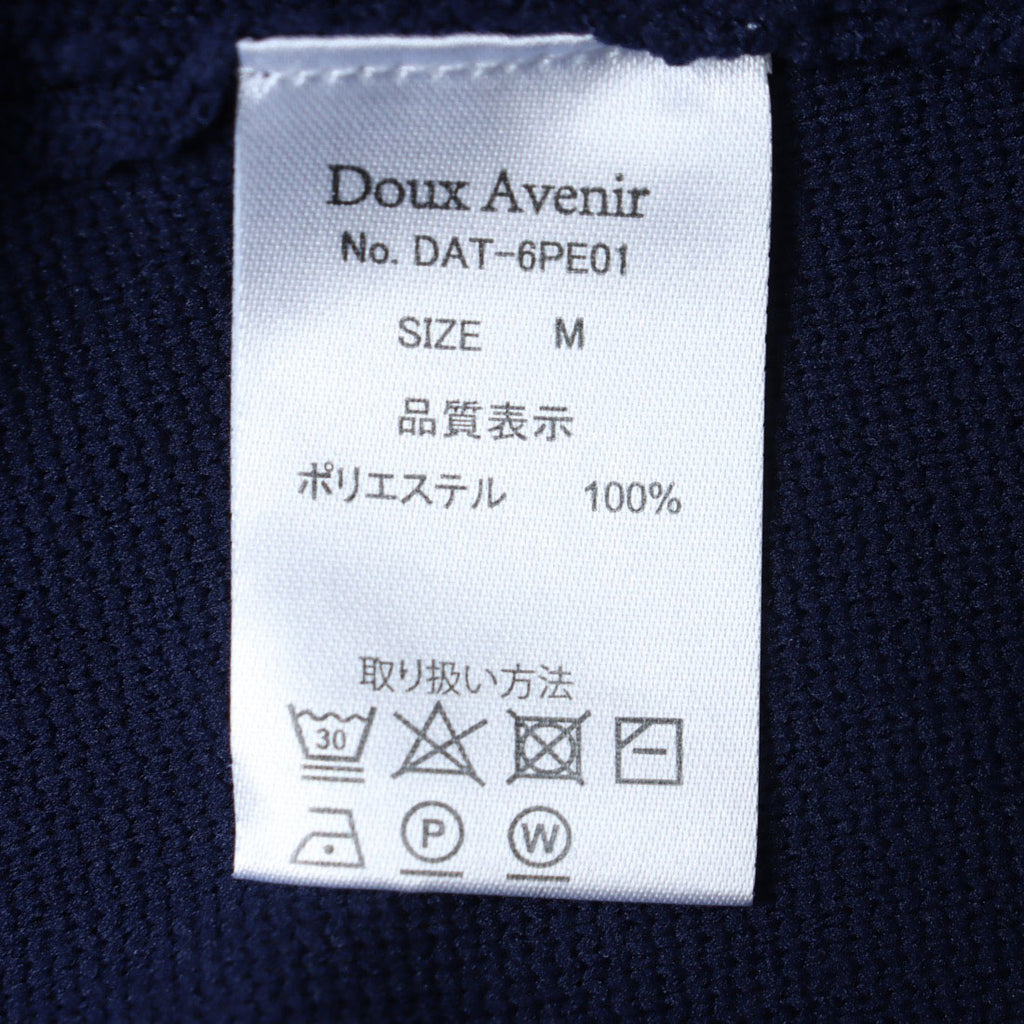 Doux Avenir
No. DAT-6PE01
SIZE M
品質表示
ポリエステル 100%
取り扱い方法
30
P W